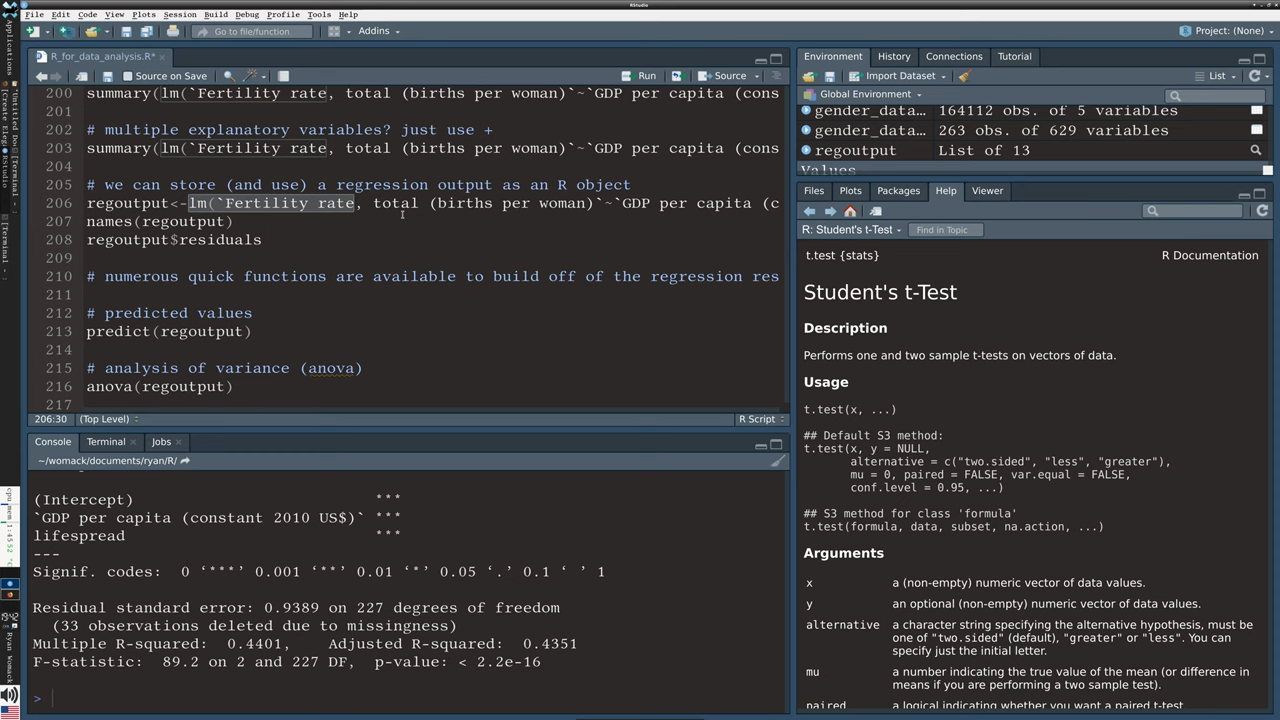 RStudio
File Edit Code View Plots Session Build Debug Profile Tools Help
Go to file/function Addins Project: (None)
R_for_data_analysis.R*
Source on Save Run Source
200 summary(lm(`Fertility rate, total (births per woman)`~`GDP per capita (cons
201
202 # multiple explanatory variables? just use +
203 summary(lm(`Fertility rate, total (births per woman)`~`GDP per capita (cons
204
205 # we can store (and use) a regression output as an R object
206 regoutput<-lm(`Fertility rate, total (births per woman)`~`GDP per capita (c
207 names(regoutput)
208 regoutput$residuals
209
210 # numerous quick functions are available to build off of the regression res
211
212 # predicted values
213 predict(regoutput)
214
215 # analysis of variance (anova)
216 anova(regoutput)
217
206:30 (Top Level) R Script
Console Terminal Jobs
~/womack/documents/ryan/R/
(Intercept) ***
`GDP per capita (constant 2010 US$)` ***
lifespread ***
---
Signif. codes: 0 ‘***’ 0.001 ‘**’ 0.01 ‘*’ 0.05 ‘.’ 0.1 ‘ ’ 1
Residual standard error: 0.9389 on 227 degrees of freedom
(33 observations deleted due to missingness)
Multiple R-squared: 0.4401, Adjusted R-squared: 0.4351
F-statistic: 89.2 on 2 and 227 DF, p-value: < 2.2e-16
>
Environment History Connections Tutorial
Import Dataset List
Global Environment
gender_data… 164112 obs. of 5 variables
gender_data… 263 obs. of 629 variables
regoutput List of 13
Values
Files Plots Packages Help Viewer
R: Student's t-Test Find in Topic
t.test {stats} R Documentation
Student's t-Test
Description
Performs one and two sample t-tests on vectors of data.
Usage
t.test(x, ...)
## Default S3 method:
t.test(x, y = NULL,
alternative = c("two.sided", "less", "greater"),
mu = 0, paired = FALSE, var.equal = FALSE,
conf.level = 0.95, ...)
## S3 method for class 'formula'
t.test(formula, data, subset, na.action, ...)
Arguments
x a (non-empty) numeric vector of data values.
y an optional (non-empty) numeric vector of data values.
alternative a character string specifying the alternative hypothesis, must be
one of "two.sided" (default), "greater" or "less". You can
specify just the initial letter.
mu a number indicating the true value of the mean (or difference in
means if you are performing a two sample test).
paired a logical indicating whether you want a paired t-test.
Applications
RStudio
[Terminal]
Ryan Womack